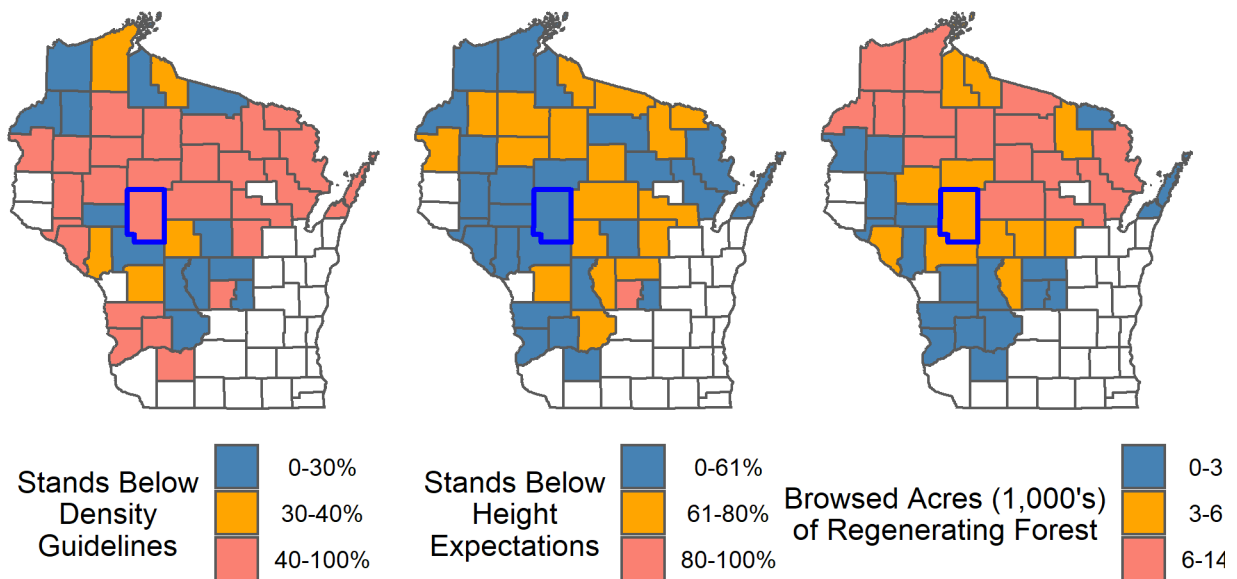 Stands Below
Density
Guidelines
0-30%
30-40%
40-100%
Stands Below
Height
Expectations
0-61%
61-80%
80-100%
Browsed Acres (1,000's)
of Regenerating Forest
0-3
3-6
6-14